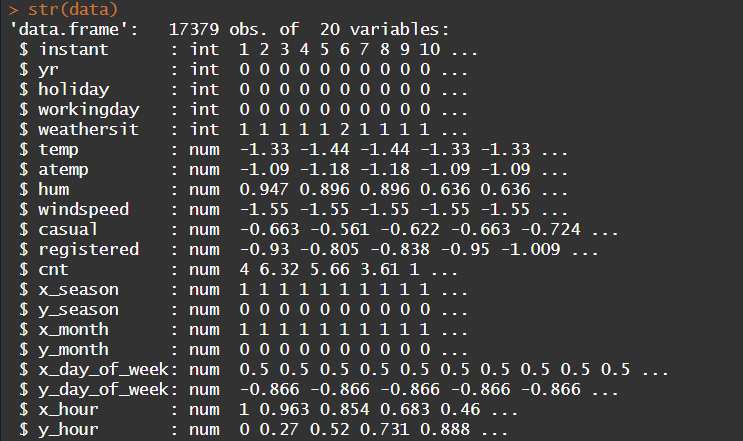 > str(data)
'data.frame':   17379 obs. of  20 variables:
 $ instant      : int  1 2 3 4 5 6 7 8 9 10 ...
 $ yr           : int  0 0 0 0 0 0 0 0 0 0 ...
 $ holiday      : int  0 0 0 0 0 0 0 0 0 0 ...
 $ workingday   : int  0 0 0 0 0 0 0 0 0 0 ...
 $ weathersit   : int  1 1 1 1 1 2 1 1 1 1 ...
 $ temp         : num  -1.33 -1.44 -1.44 -1.33 -1.33 ...
 $ atemp        : num  -1.09 -1.18 -1.18 -1.09 -1.09 ...
 $ hum          : num  0.947 0.896 0.896 0.636 0.636 ...
 $ windspeed    : num  -1.55 -1.55 -1.55 -1.55 -1.55 ...
 $ casual       : num  -0.663 -0.561 -0.622 -0.663 -0.724 ...
 $ registered   : num  -0.93 -0.805 -0.838 -0.95 -1.009 ...
 $ cnt          : num  4 6.32 5.66 3.61 1 ...
 $ x_season     : num  1 1 1 1 1 1 1 1 1 1 ...
 $ y_season     : num  0 0 0 0 0 0 0 0 0 0 ...
 $ x_month      : num  1 1 1 1 1 1 1 1 1 1 ...
 $ y_month      : num  0 0 0 0 0 0 0 0 0 0 ...
 $ x_day_of_week: num  0.5 0.5 0.5 0.5 0.5 0.5 0.5 0.5 0.5 0.5 ...
 $ y_day_of_week: num  -0.866 -0.866 -0.866 -0.866 -0.866 ...
 $ x_hour       : num  1 0.963 0.854 0.683 0.46 ...
 $ y_hour       : num  0 0.27 0.52 0.731 0.888 ...